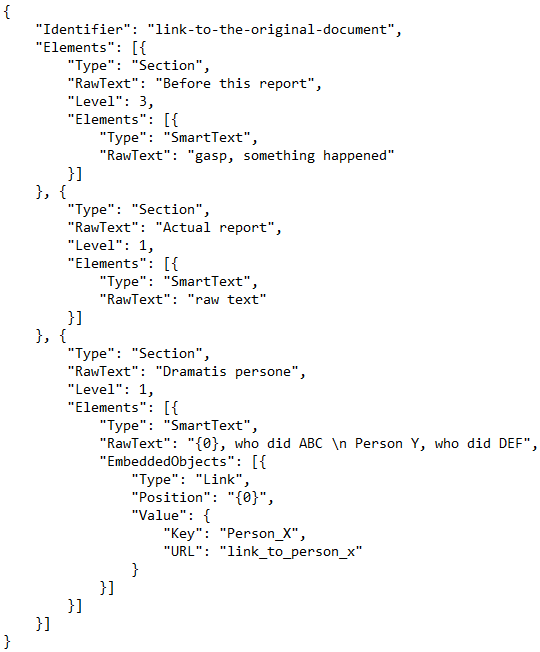 {
    "Identifier": "link-to-the-original-document",
    "Elements": [{
        "Type": "Section",
        "RawText": "Before this report",
        "Level": 3,
        "Elements": [{
            "Type": "SmartText",
            "RawText": "gasp, something happened"
        }]
    }, {
        "Type": "Section",
        "RawText": "Actual report",
        "Level": 1,
        "Elements": [{
            "Type": "SmartText",
            "RawText": "raw text"
        }]
    }, {
        "Type": "Section",
        "RawText": "Dramatis persone",
        "Level": 1,
        "Elements": [{
            "Type": "SmartText",
            "RawText": "{0}, who did ABC \n Person Y, who did DEF",
            "EmbeddedObjects": [{
                "Type": "Link",
                "Position": "{0}",
                "Value": {
                    "Key": "Person_X",
                    "URL": "link_to_person_x"
                }
            }]
        }]
    }]
}